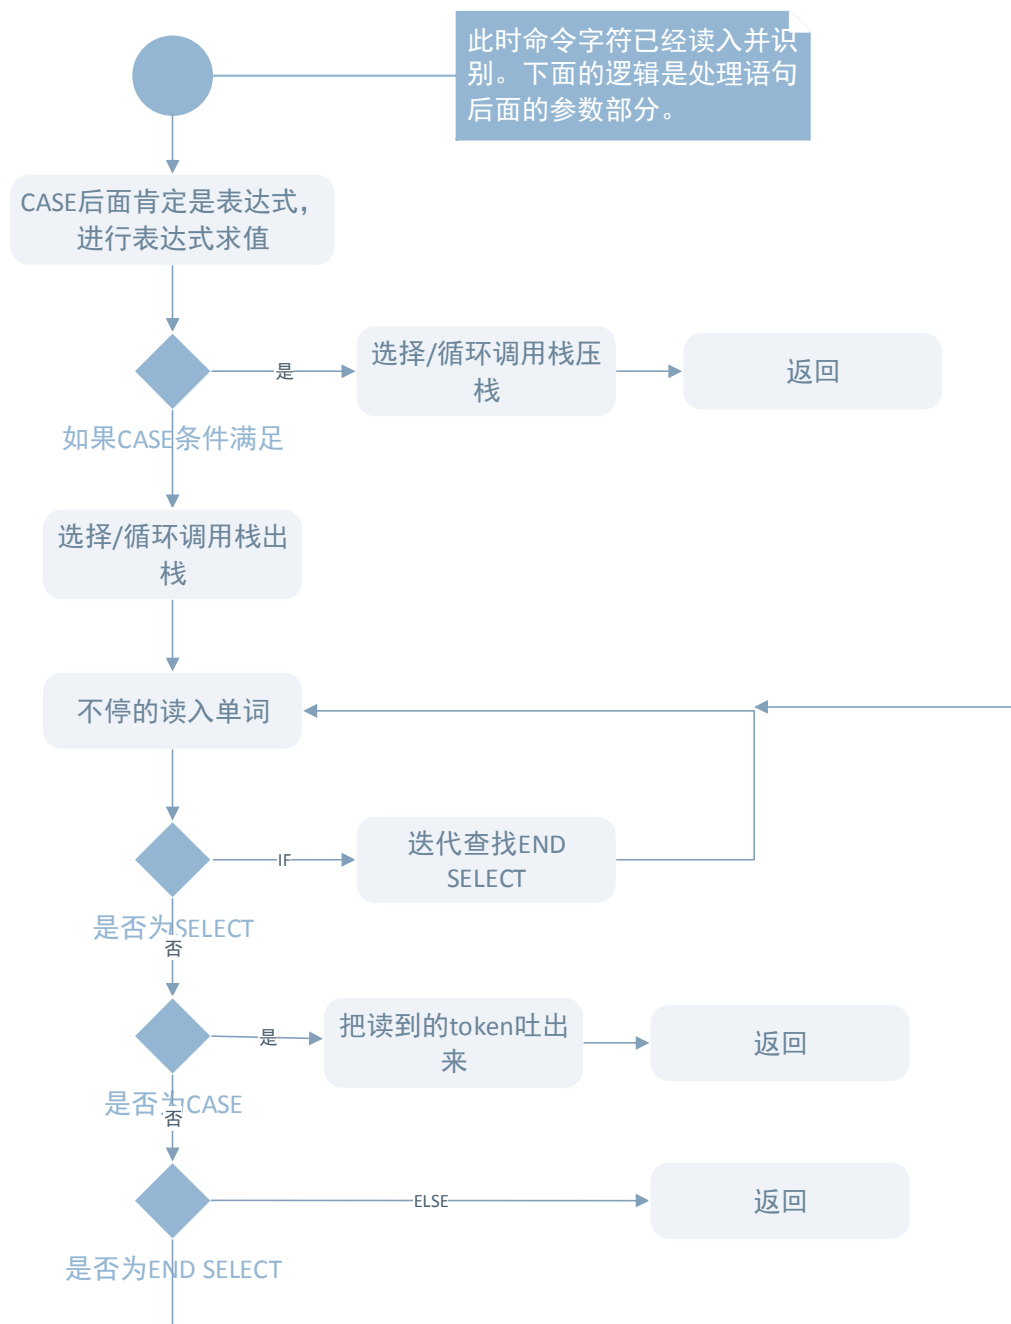 此时命令字符已经读入并识
别。下面的逻辑是处理语句
后面的参数部分。
CASE后面肯定是表达式，
进行表达式求值
是
选择/循环调用栈压
栈
返回
如果CASE条件满足
选择/循环调用栈出
栈
不停的读入单词
IF
迭代查找END
SELECT
是否为SELECT
否
是
把读到的token吐出
来
返回
是否为CASE
否
ELSE
返回
是否为END SELECT